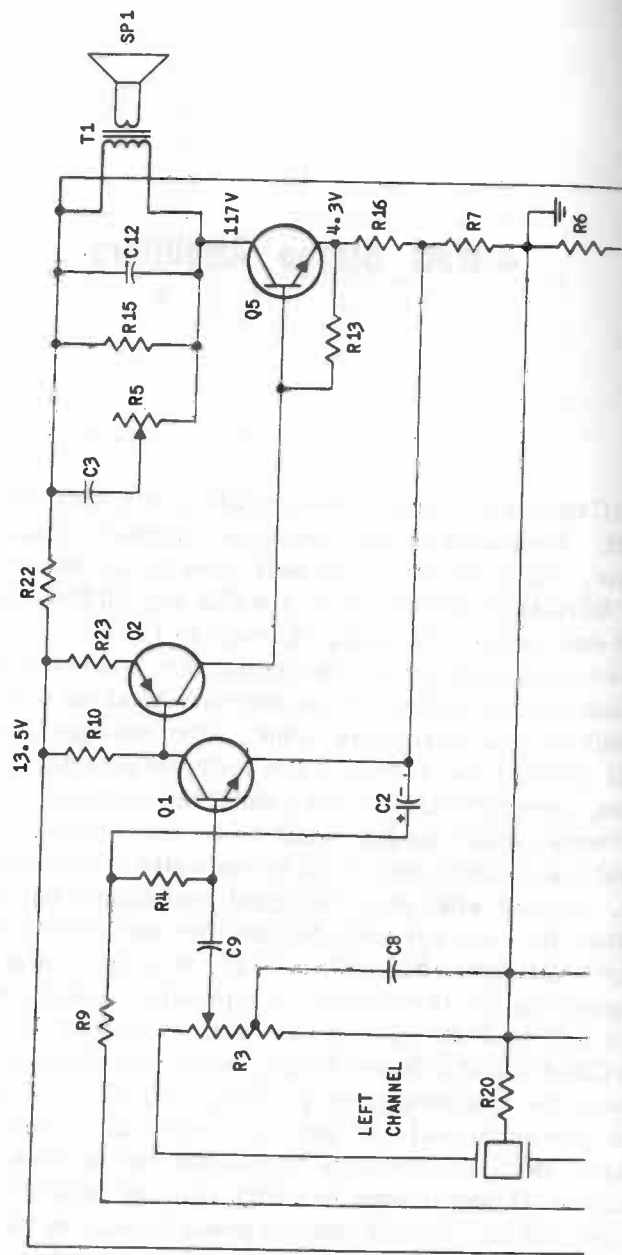 SP1
T1
117V
4.3V
C12
R16
R7
R6
R15
Q5
R13
R5
C3
R22
R23
Q2
13.5V
R10
Q1
C2
R4
C9
C8
R9
R3
LEFT
CHANNEL
R20